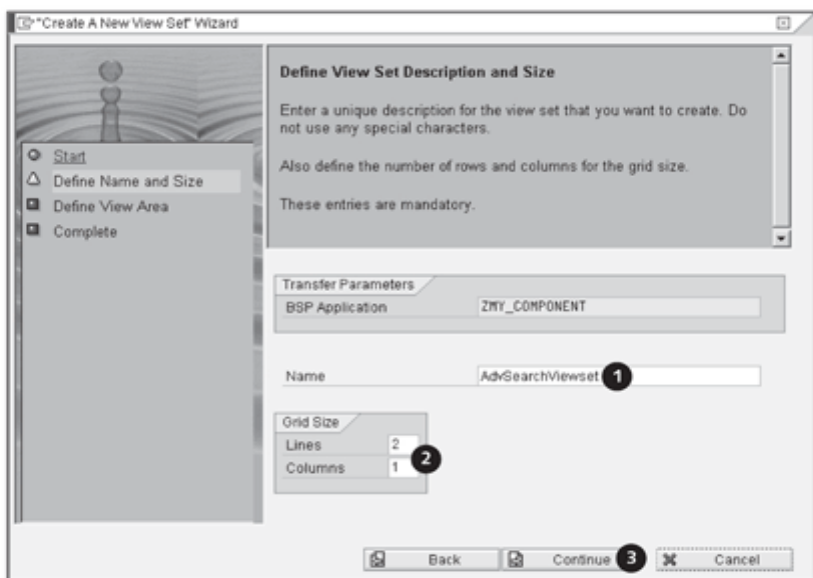 "Create A New View Set" Wizard
Start
Define Name and Size
Define View Area
Complete
Define View Set Description and Size
Enter a unique description for the view set that you want to create. Do
not use any special characters.
Also define the number of rows and columns for the grid size.
These entries are mandatory.
Transfer Parameters
BSP Application ZMY_COMPONENT
Name AdvSearchViewset 1
Grid Size
Lines 2
Columns 1
2
Back Continue 3 Cancel